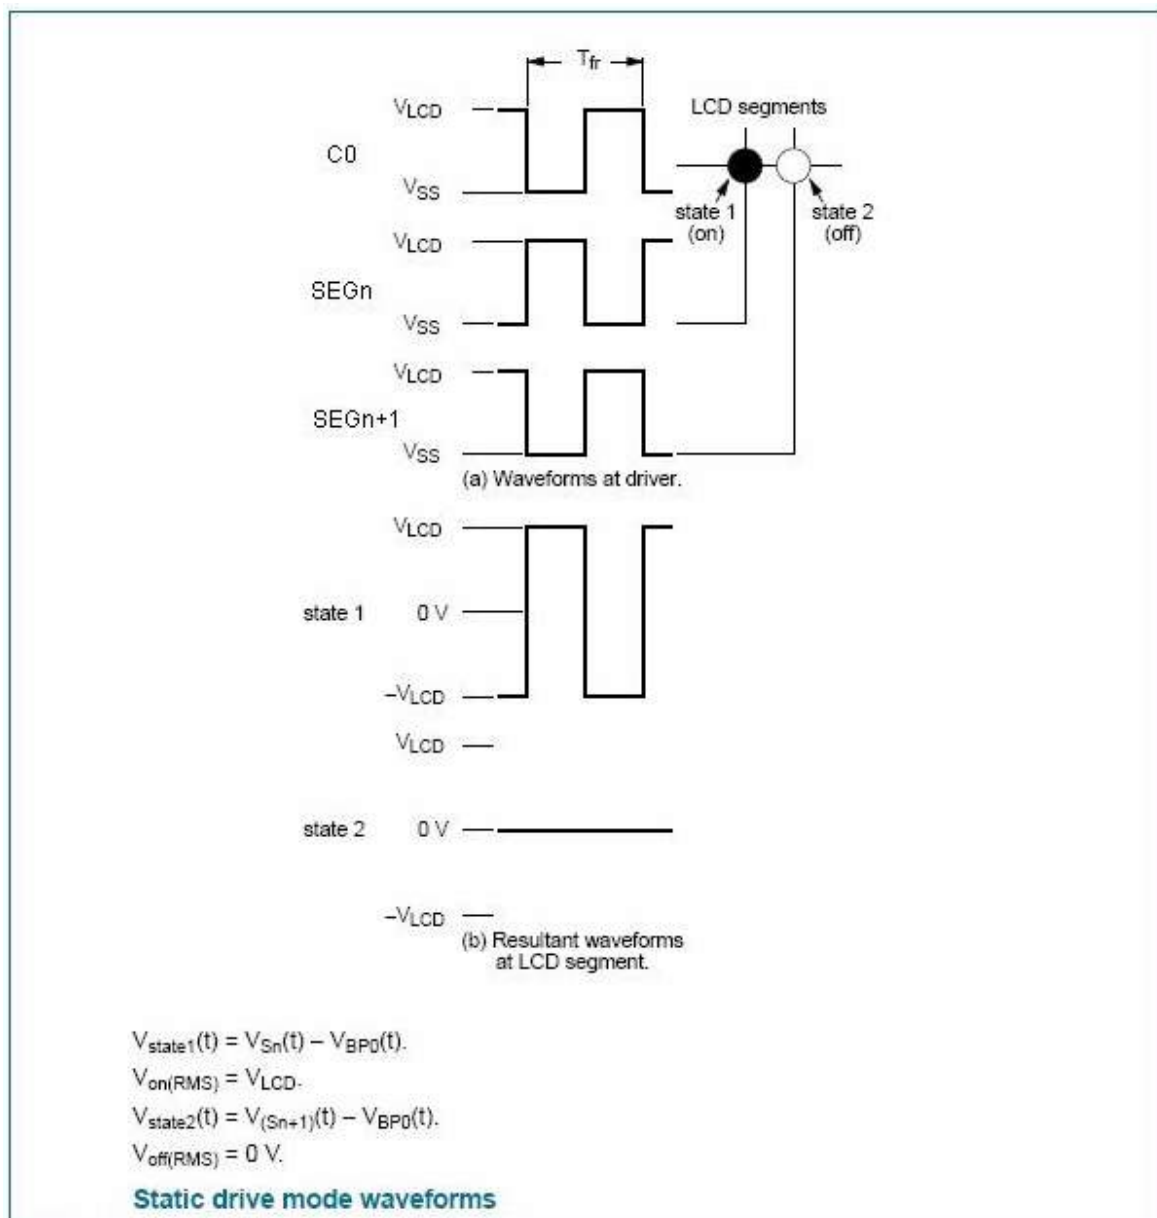 Tfr
VLCD
LCD segments
C0
VSS
state 1
(on)
state 2
(off)
VLCD
SEGn
VSS
VLCD
SEGn+1
VSS
(a) Waveforms at driver.
VLCD
state 1 0 V
–VLCD
VLCD
state 2 0 V
–VLCD
(b) Resultant waveforms
at LCD segment.
Vstate1(t) = VSn(t) – VBP0(t).
Von(RMS) = VLCD.
Vstate2(t) = V(Sn+1)(t) – VBP0(t).
Voff(RMS) = 0 V.
Static drive mode waveforms